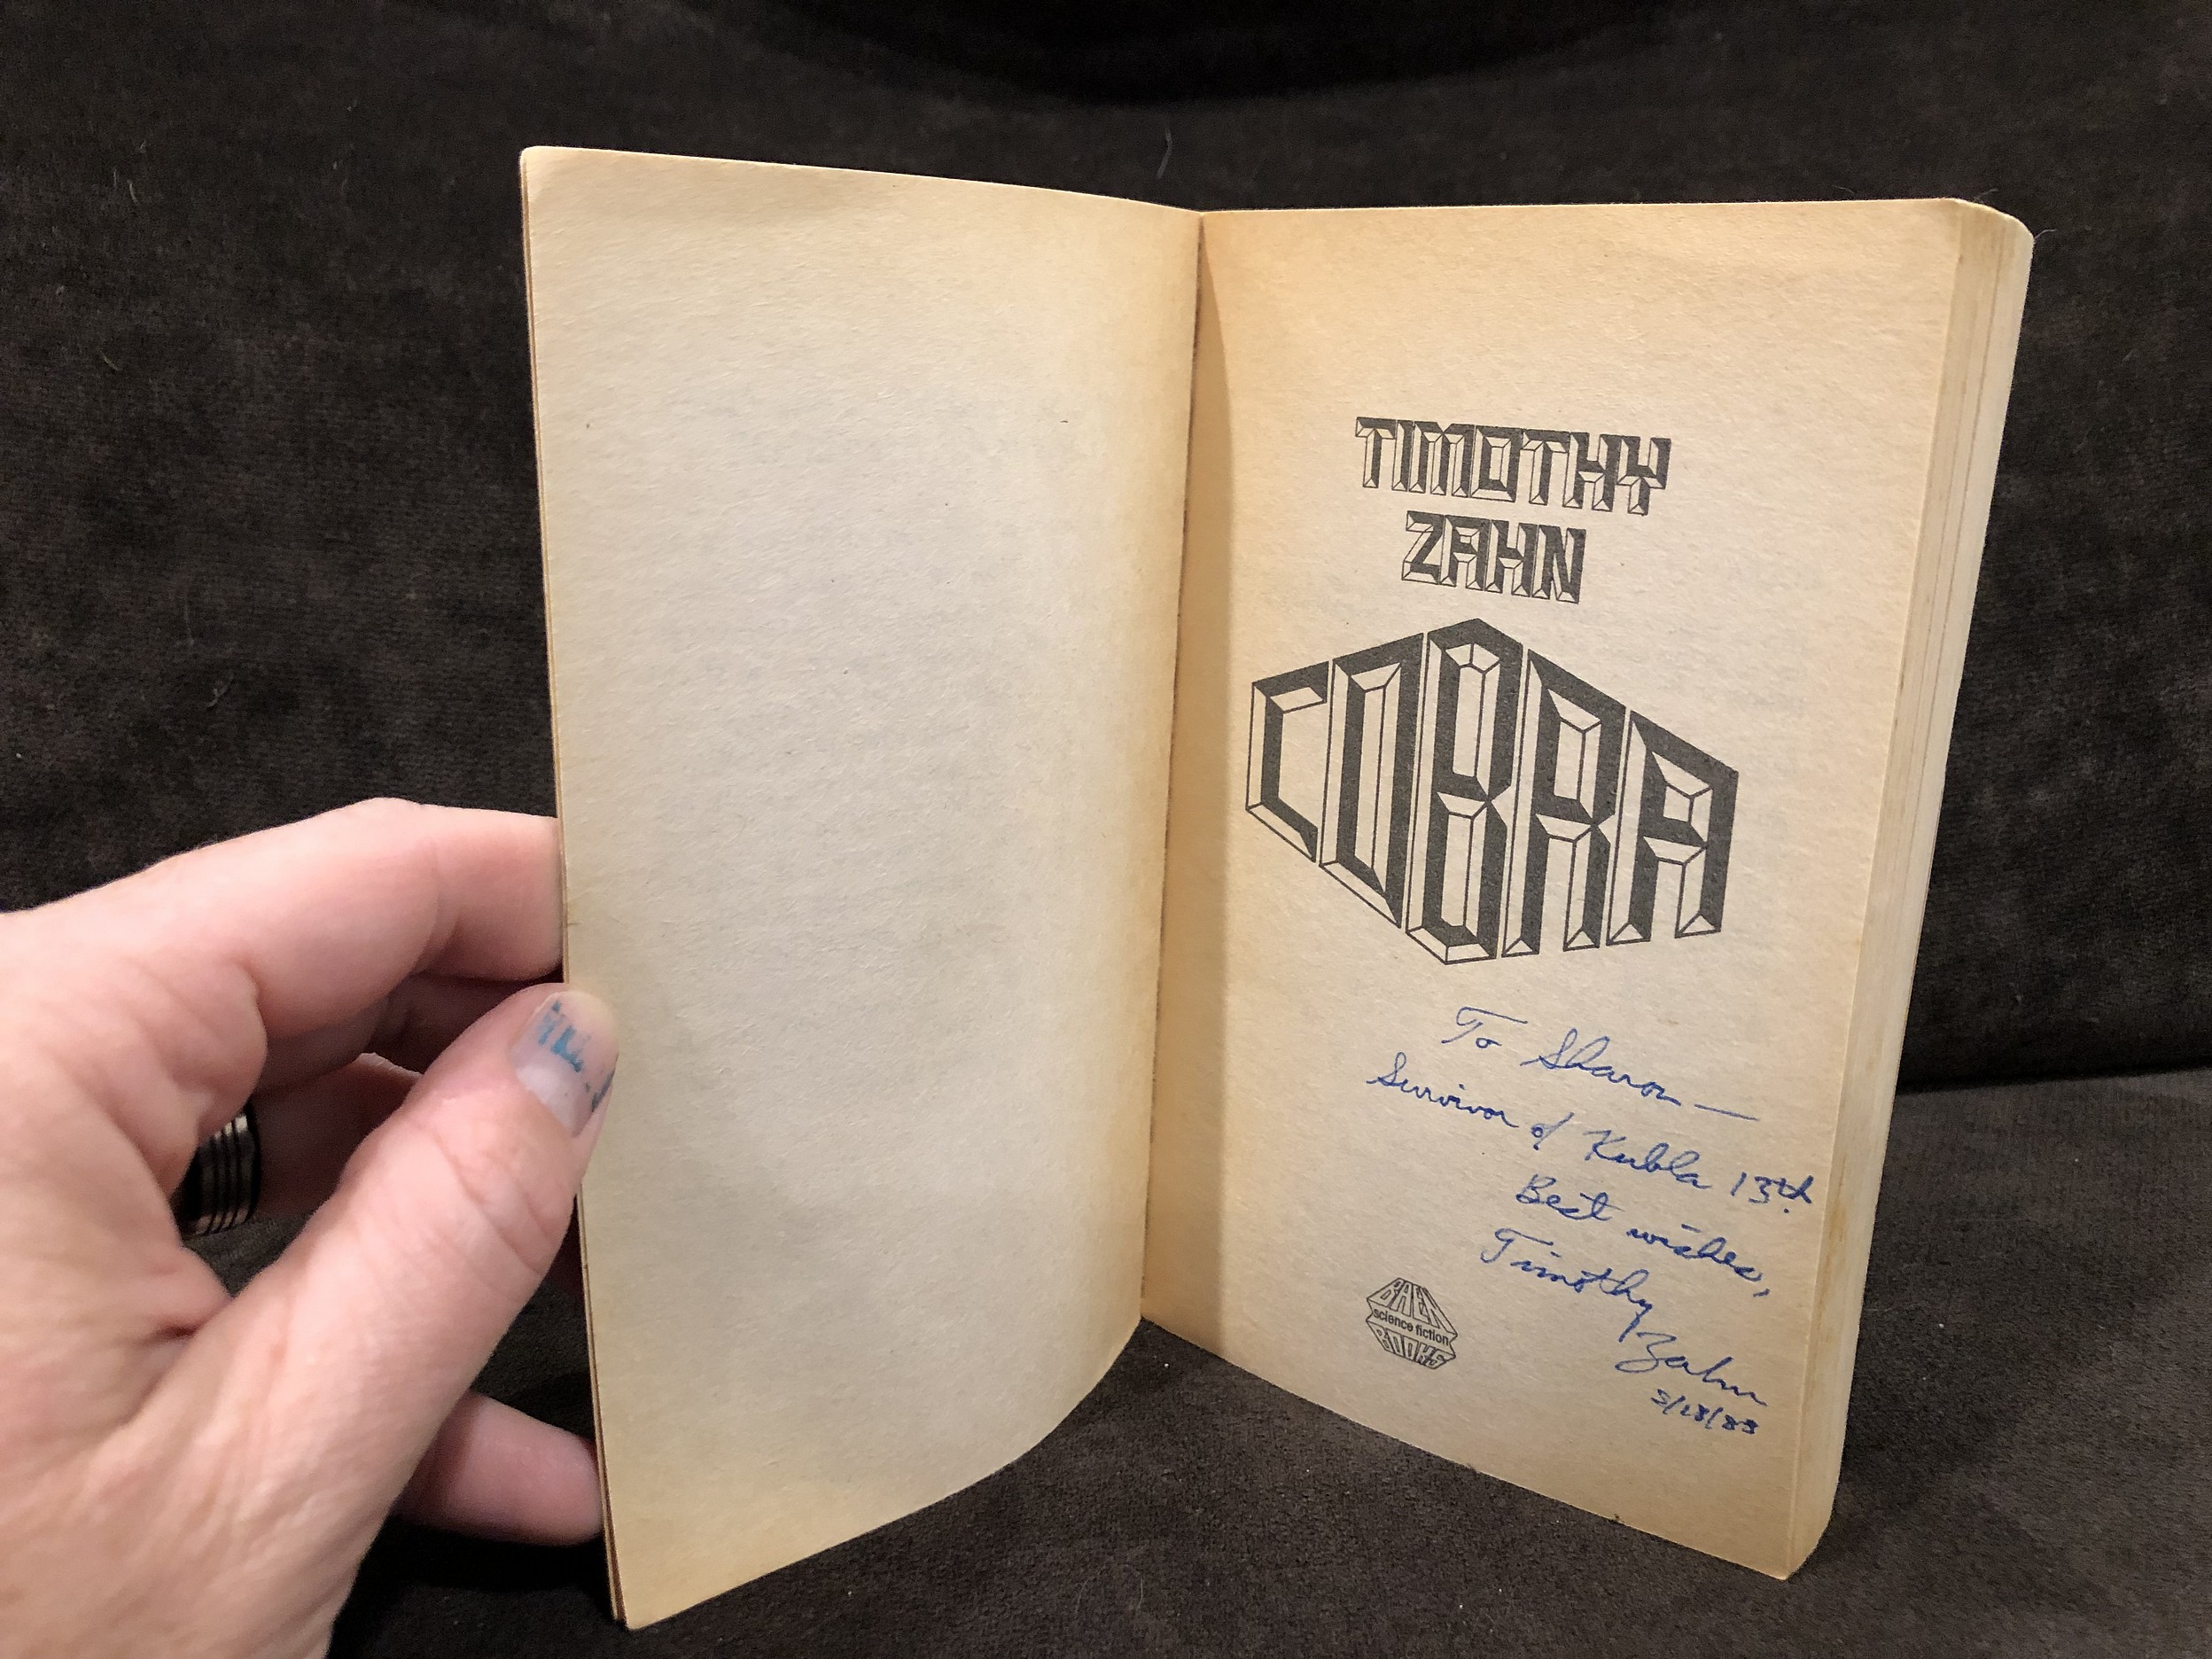 TIMOTHY
ZAHN
COBRA
To Sharon —
Survivor of Kubla 13th.
Best wishes,
Timothy
Zahn
BAEN
science fiction
BOOKS